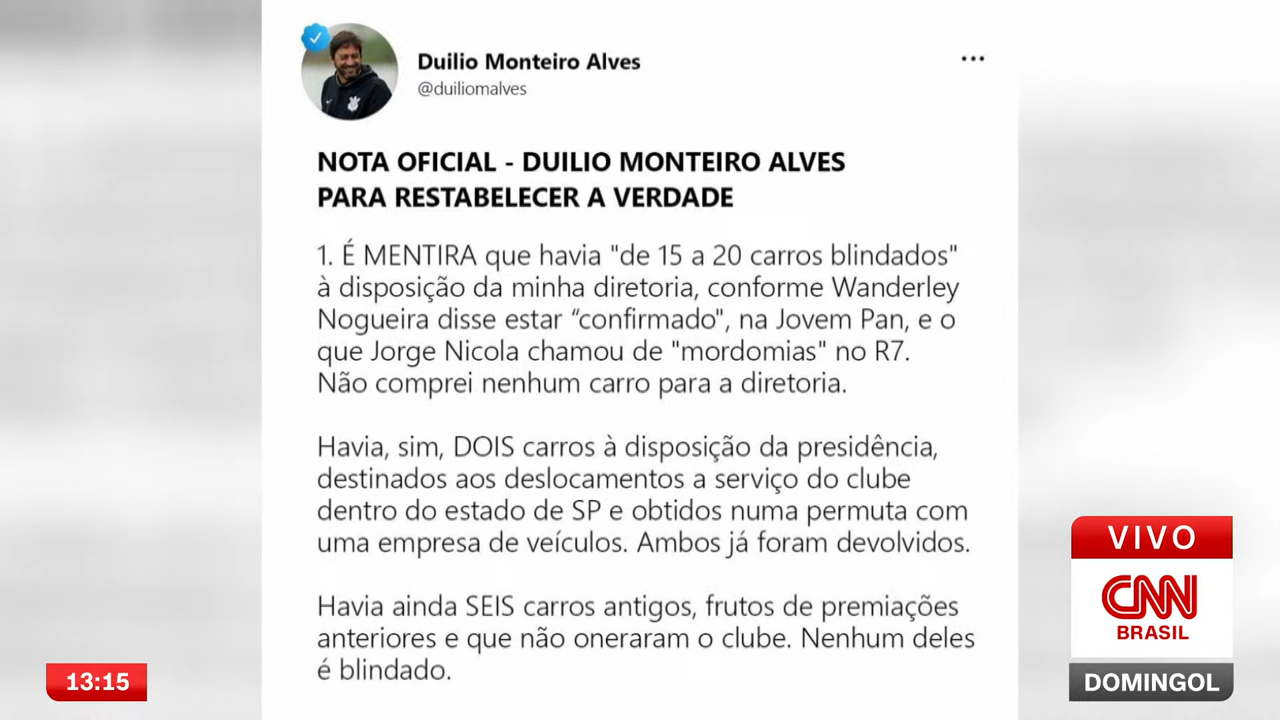 Duilio Monteiro Alves
@duiliomalves
NOTA OFICIAL - DUILIO MONTEIRO ALVES
PARA RESTABELECER A VERDADE
1. É MENTIRA que havia "de 15 a 20 carros blindados"
à disposição da minha diretoria, conforme Wanderley
Nogueira disse estar “confirmado", na Jovem Pan, e o
que Jorge Nicola chamou de "mordomias" no R7.
Não comprei nenhum carro para a diretoria.
Havia, sim, DOIS carros à disposição da presidência,
destinados aos deslocamentos a serviço do clube
dentro do estado de SP e obtidos numa permuta com
uma empresa de veículos. Ambos já foram devolvidos.
Havia ainda SEIS carros antigos, frutos de premiações
anteriores e que não oneraram o clube. Nenhum deles
é blindado.
13:15
VIVO
CNN
BRASIL
DOMINGOL